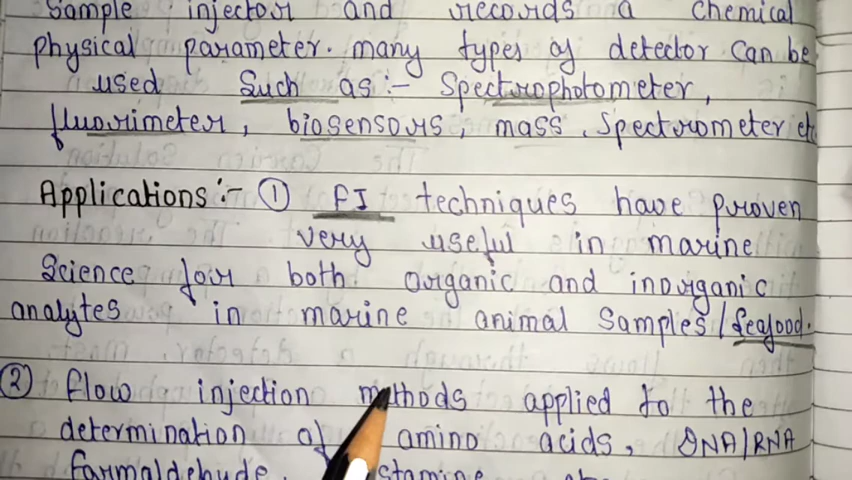 Sample injector and records a chemical
physical parameter. many types of detector can be
used Such as:- Spectrophotometer,
fluorimeter, biosensors, mass, Spectrometer etc
Applications:- ① FI techniques have proven
very useful in marine
Science for both organic and inorganic
analytes in marine animal Samples/Seafood.
② flow injection methods applied to the
determination of amino acids, DNA/RNA
farmaldehyde,